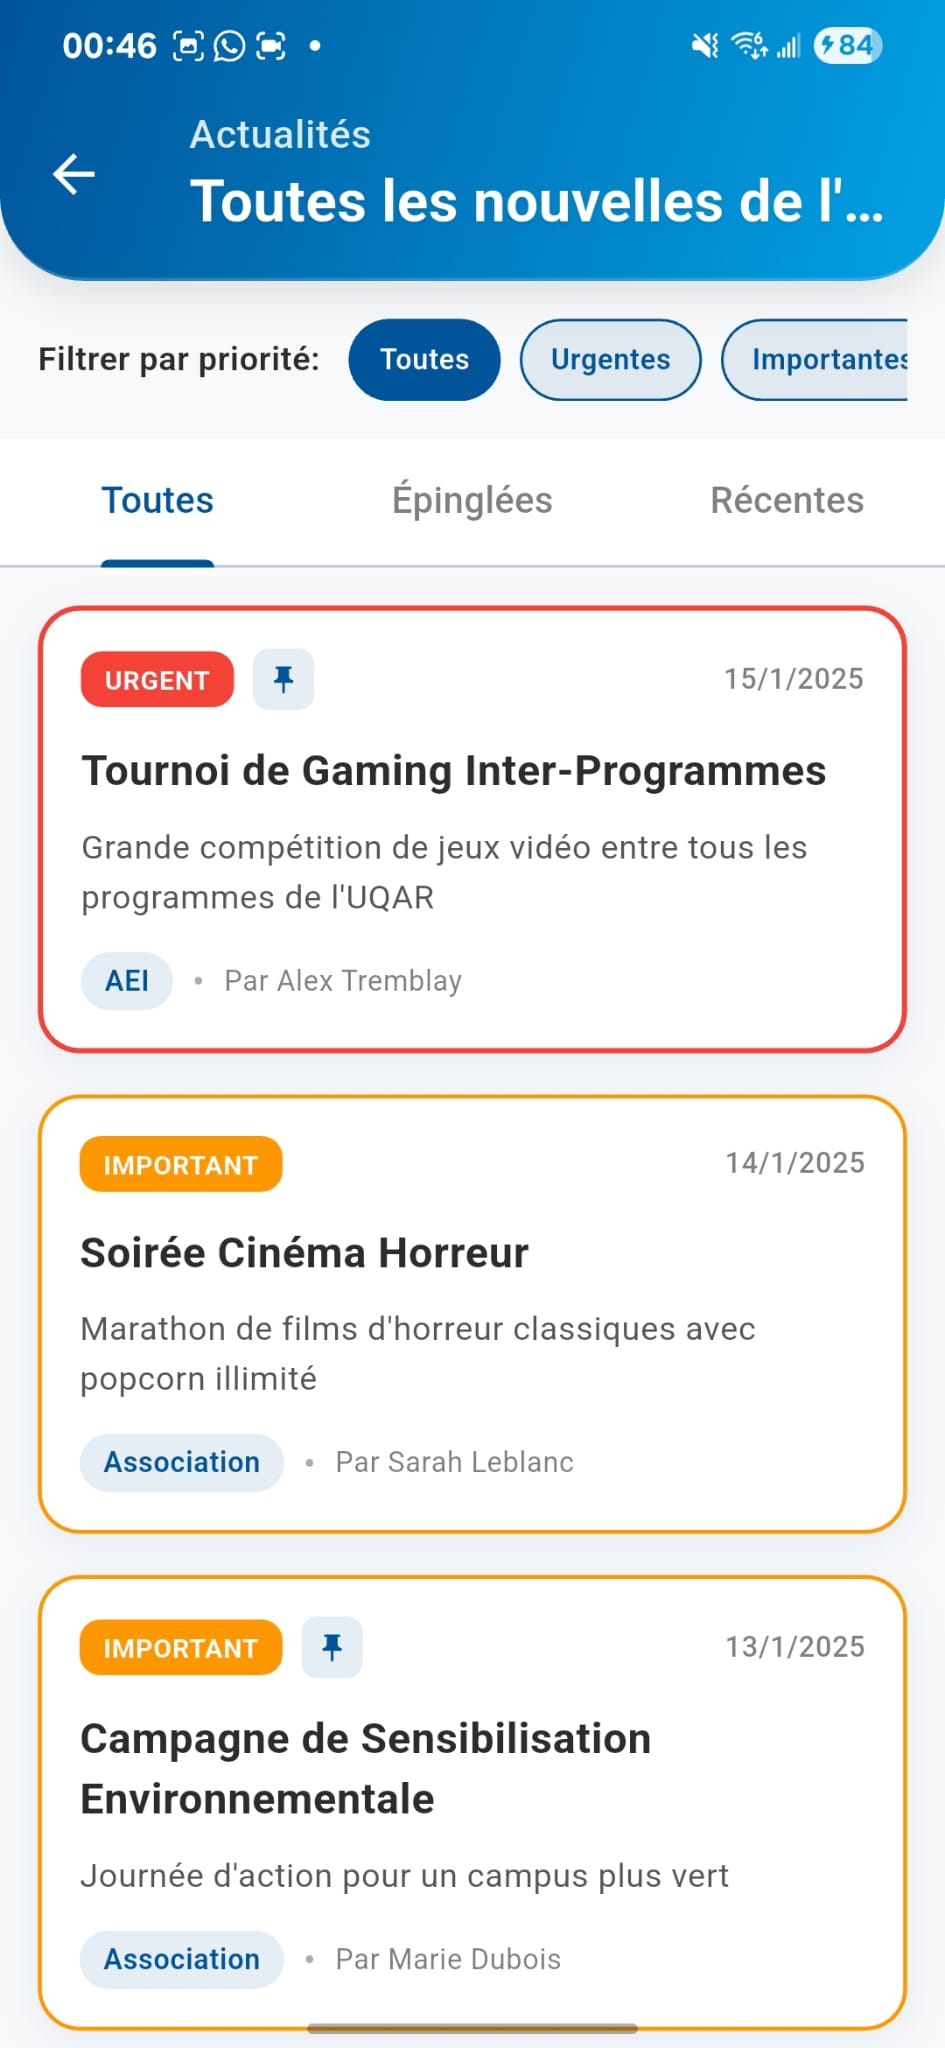 00:46
84
Actualités
Toutes les nouvelles de l'...
Filtrer par priorité:
Toutes
Urgentes
Importantes
Toutes
Épinglées
Récentes
URGENT
15/1/2025
Tournoi de Gaming Inter-Programmes
Grande compétition de jeux vidéo entre tous les
programmes de l'UQAR
AEI • Par Alex Tremblay
IMPORTANT
14/1/2025
Soirée Cinéma Horreur
Marathon de films d'horreur classiques avec
popcorn illimité
Association • Par Sarah Leblanc
IMPORTANT
13/1/2025
Campagne de Sensibilisation
Environnementale
Journée d'action pour un campus plus vert
Association • Par Marie Dubois